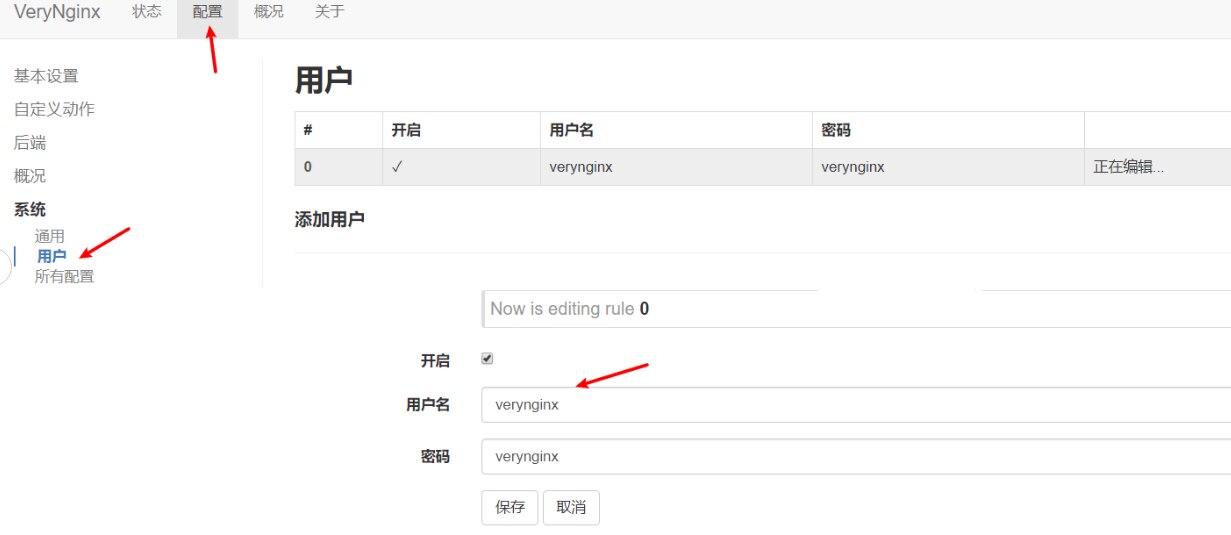 VeryNginx 状态 配置 概况 关于
基本设置
自定义动作
后端
概况
系统
通用
用户
所有配置
用户
# 开启 用户名 密码
0 ✓ verynginx verynginx 正在编辑...
添加用户
Now is editing rule 0
开启
用户名 verynginx
密码 verynginx
保存 取消